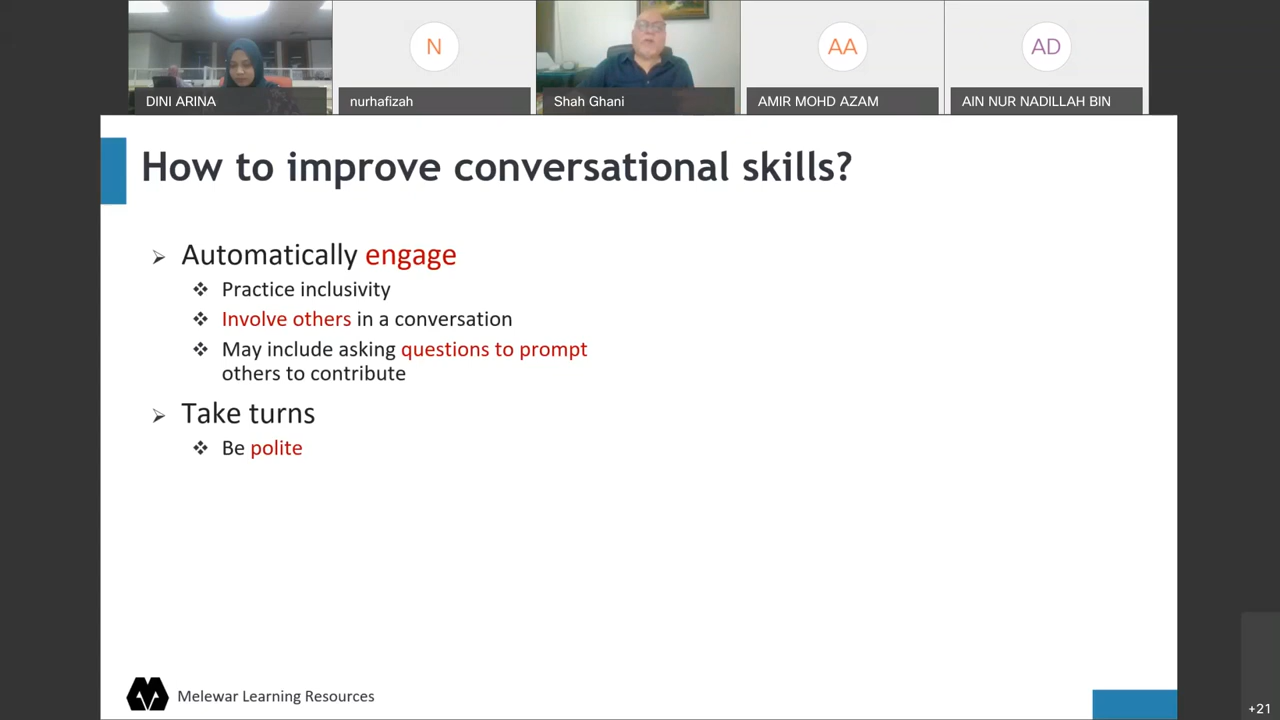 DINI ARINA
N
nurhafizah
Shah Ghani
AA
AMIR MOHD AZAM
AD
AIN NUR NADILLAH BIN
How to improve conversational skills?
Automatically engage
Practice inclusivity
Involve others in a conversation
May include asking questions to prompt
others to contribute
Take turns
Be polite
Melewar Learning Resources
+21